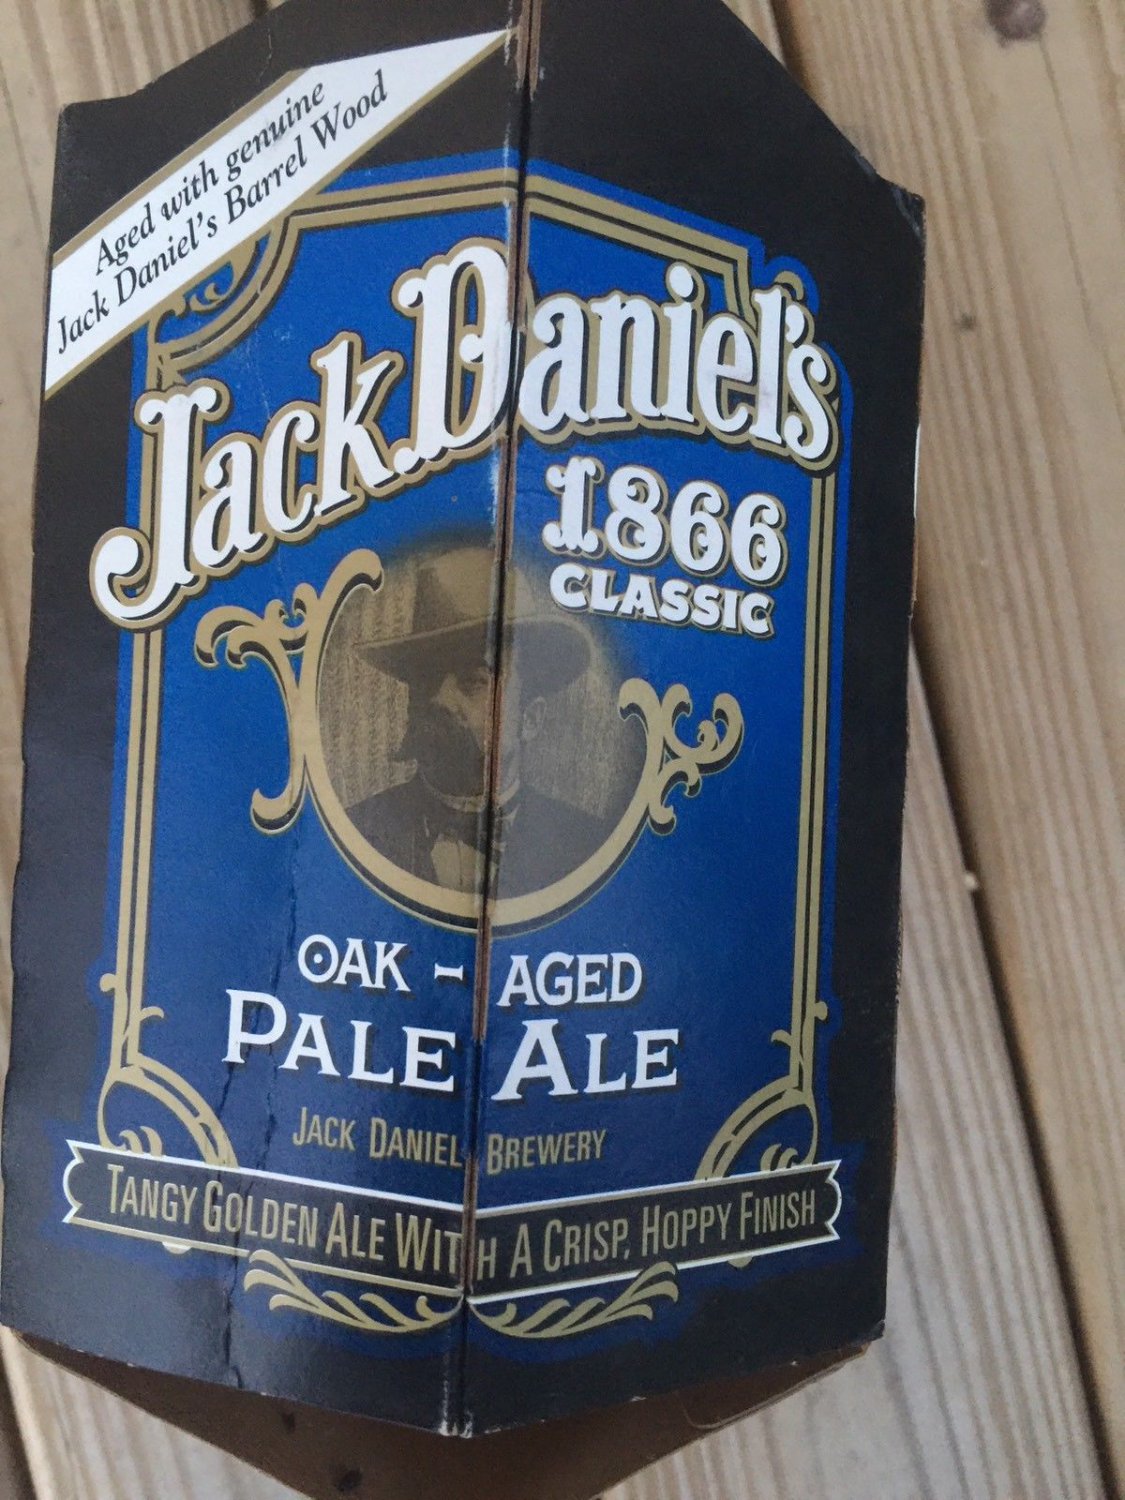 Aged with genuine
Jack Daniel's Barrel Wood
Jack Daniel's
1866
CLASSIC
OAK-AGED
PALE ALE
JACK DANIEL BREWERY
TANGY GOLDEN ALE WITH A CRISP, HOPPY FINISH